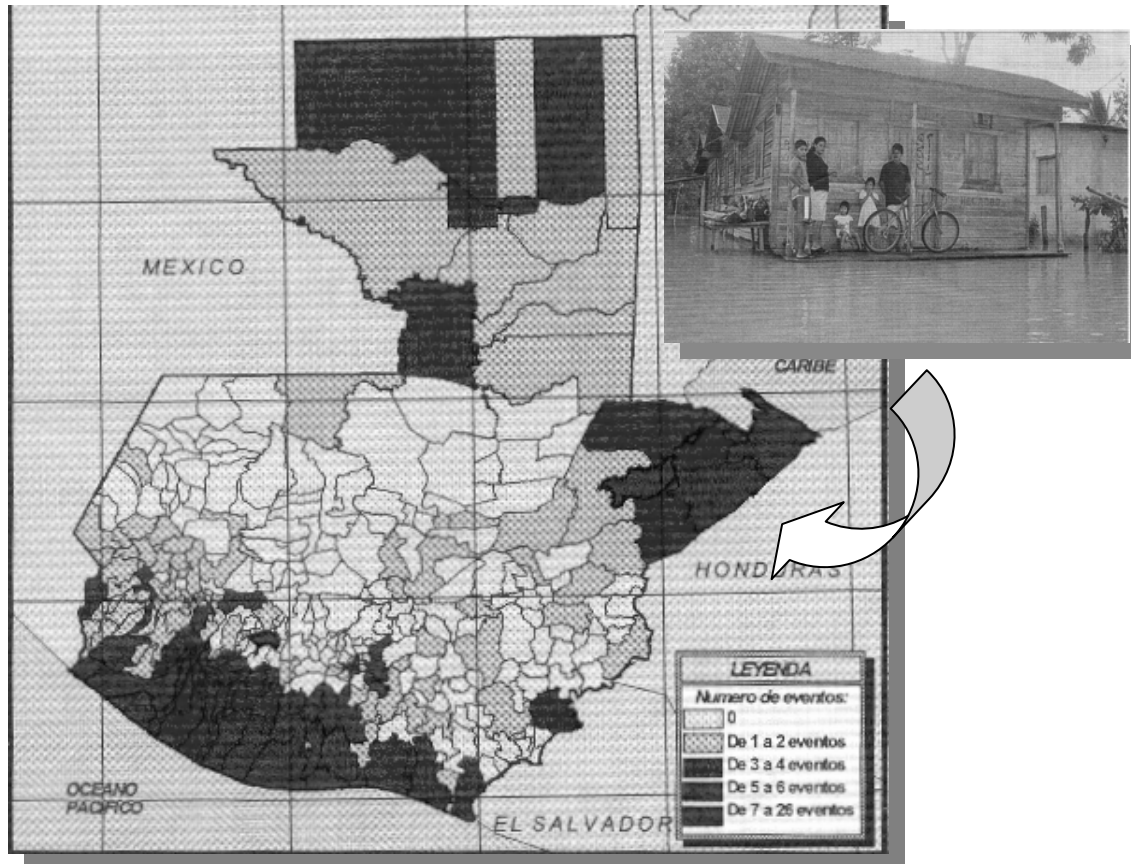 MEXICO
CARIBE
HONDURAS
LEYENDA
Numero de eventos:
0
De 1 a 2 eventos
De 3 a 4 eventos
De 5 a 6 eventos
De 7 a 26 eventos
OCEANO
PACIFICO
EL SALVADOR